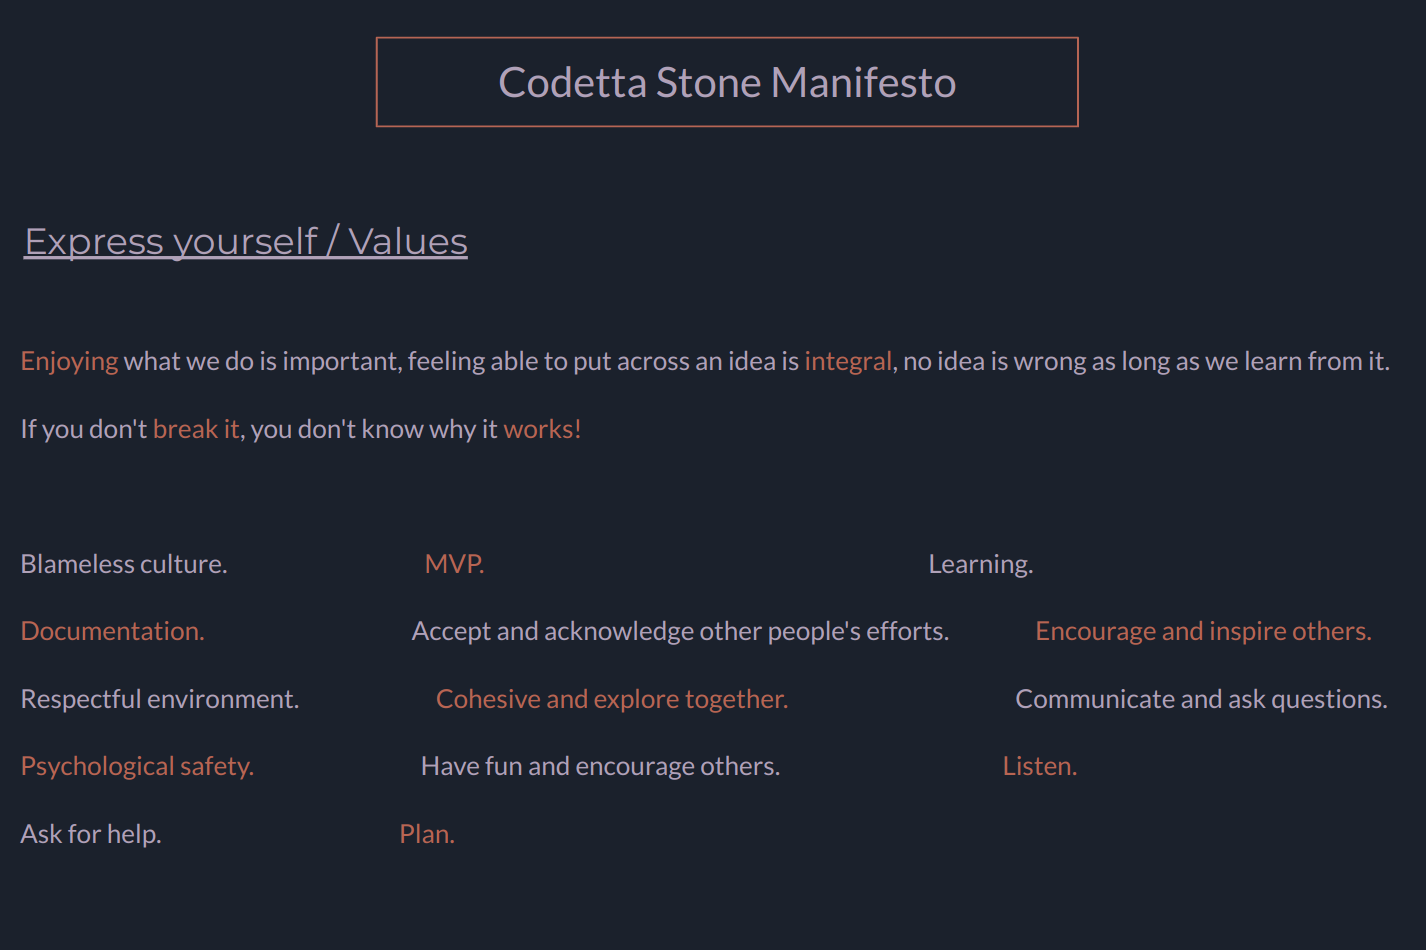 Codetta Stone Manifesto
Express yourself / Values
Enjoying what we do is important, feeling able to put across an idea is integral, no idea is wrong as long as we learn from it.
If you don't break it, you don't know why it works!
Blameless culture. MVP. Learning.
Documentation. Accept and acknowledge other people's efforts. Encourage and inspire others.
Respectful environment. Cohesive and explore together. Communicate and ask questions.
Psychological safety. Have fun and encourage others. Listen.
Ask for help. Plan.